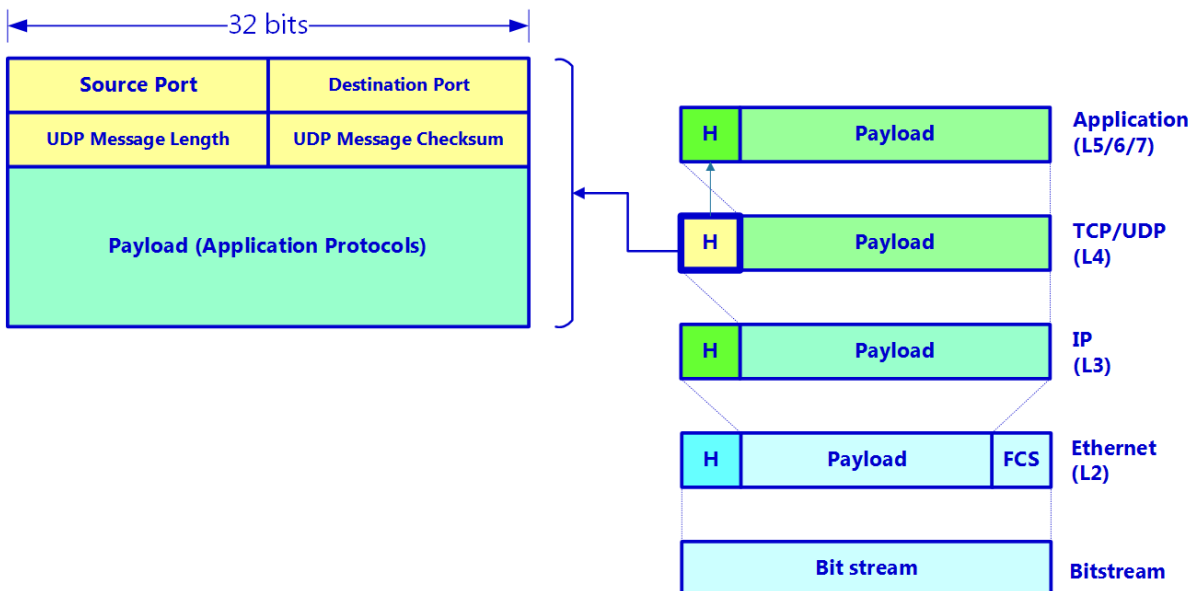 32 bits
Source Port
Destination Port
UDP Message Length
UDP Message Checksum
Payload (Application Protocols)
H
Payload
Application
(L5/6/7)
H
Payload
TCP/UDP
(L4)
H
Payload
IP
(L3)
H
Payload
FCS
Ethernet
(L2)
Bit stream
Bitstream